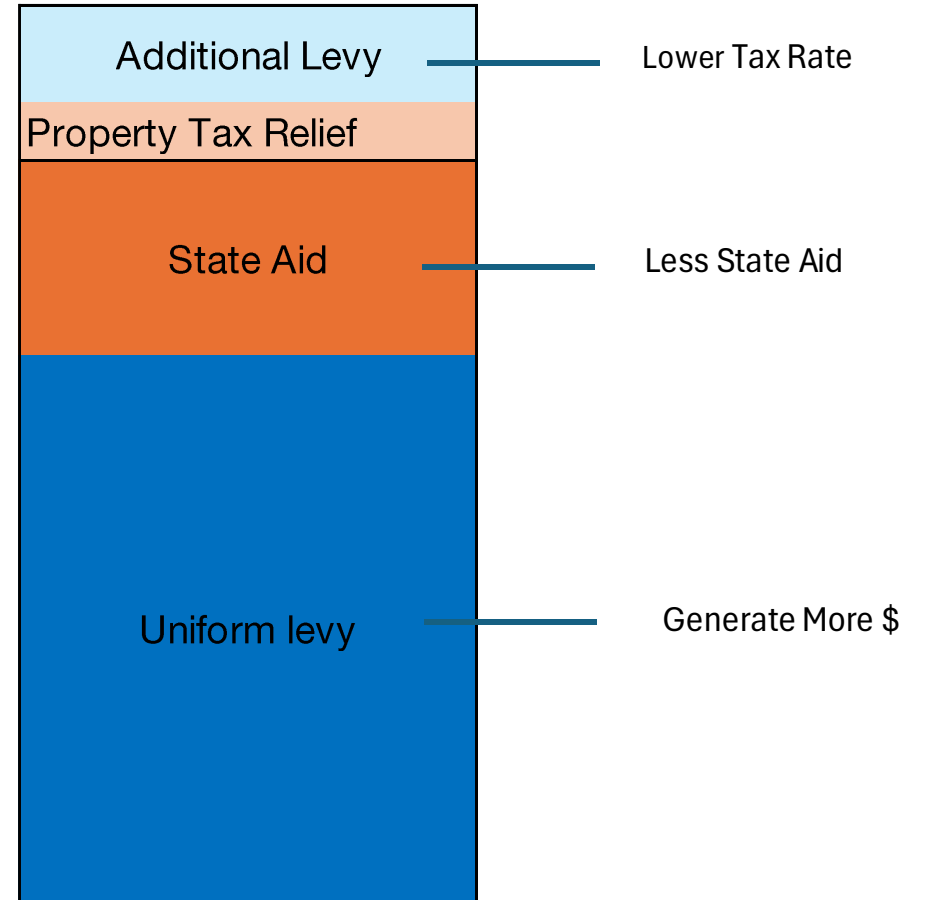 Additional Levy
Lower Tax Rate
Property Tax Relief
State Aid
Less State Aid
Uniform levy
Generate More $